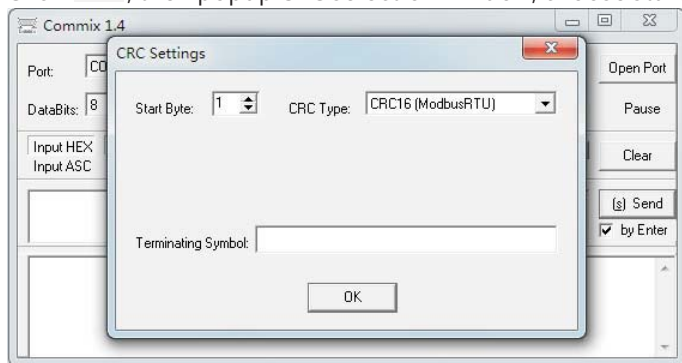 Commix 1.4
CRC Settings
Port: CO
Open Port
DataBits: 8
Start Byte: 1
CRC Type: CRC16 (ModbusRTU)
Pause
Input HEX
Input ASC
Clear
(s) Send
by Enter
Terminating Symbol:
OK